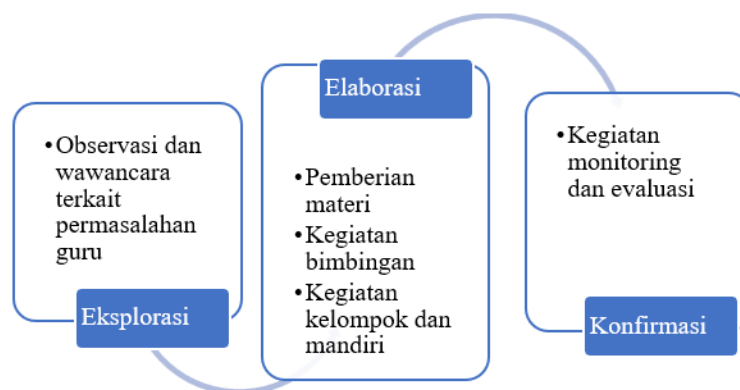 •Observasi dan
wawancara
terkait
permasalahan
guru
Eksplorasi
Elaborasi
•Pemberian
materi
•Kegiatan
bimbingan
•Kegiatan
kelompok dan
mandiri
•Kegiatan
monitoring
dan evaluasi
Konfirmasi